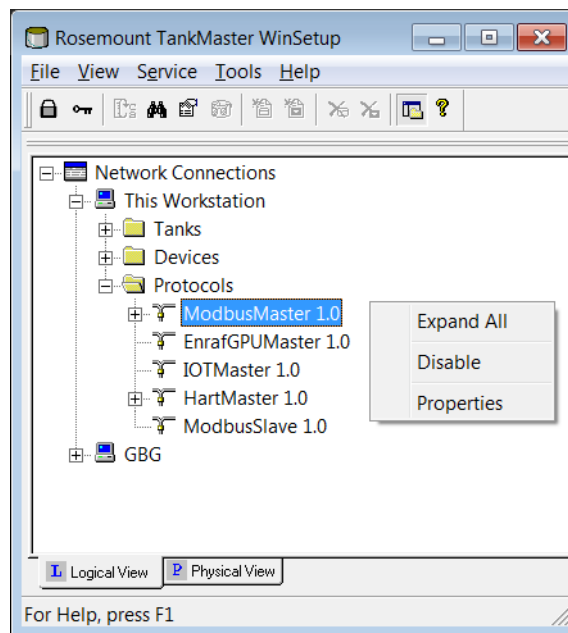 Rosemount TankMaster WinSetup
File View Service Tools Help
Network Connections
This Workstation
Tanks
Devices
Protocols
ModbusMaster 1.0
EnrafGPUMaster 1.0
IOTMaster 1.0
HartMaster 1.0
ModbusSlave 1.0
GBG
Expand All
Disable
Properties
L Logical View P Physical View
For Help, press F1